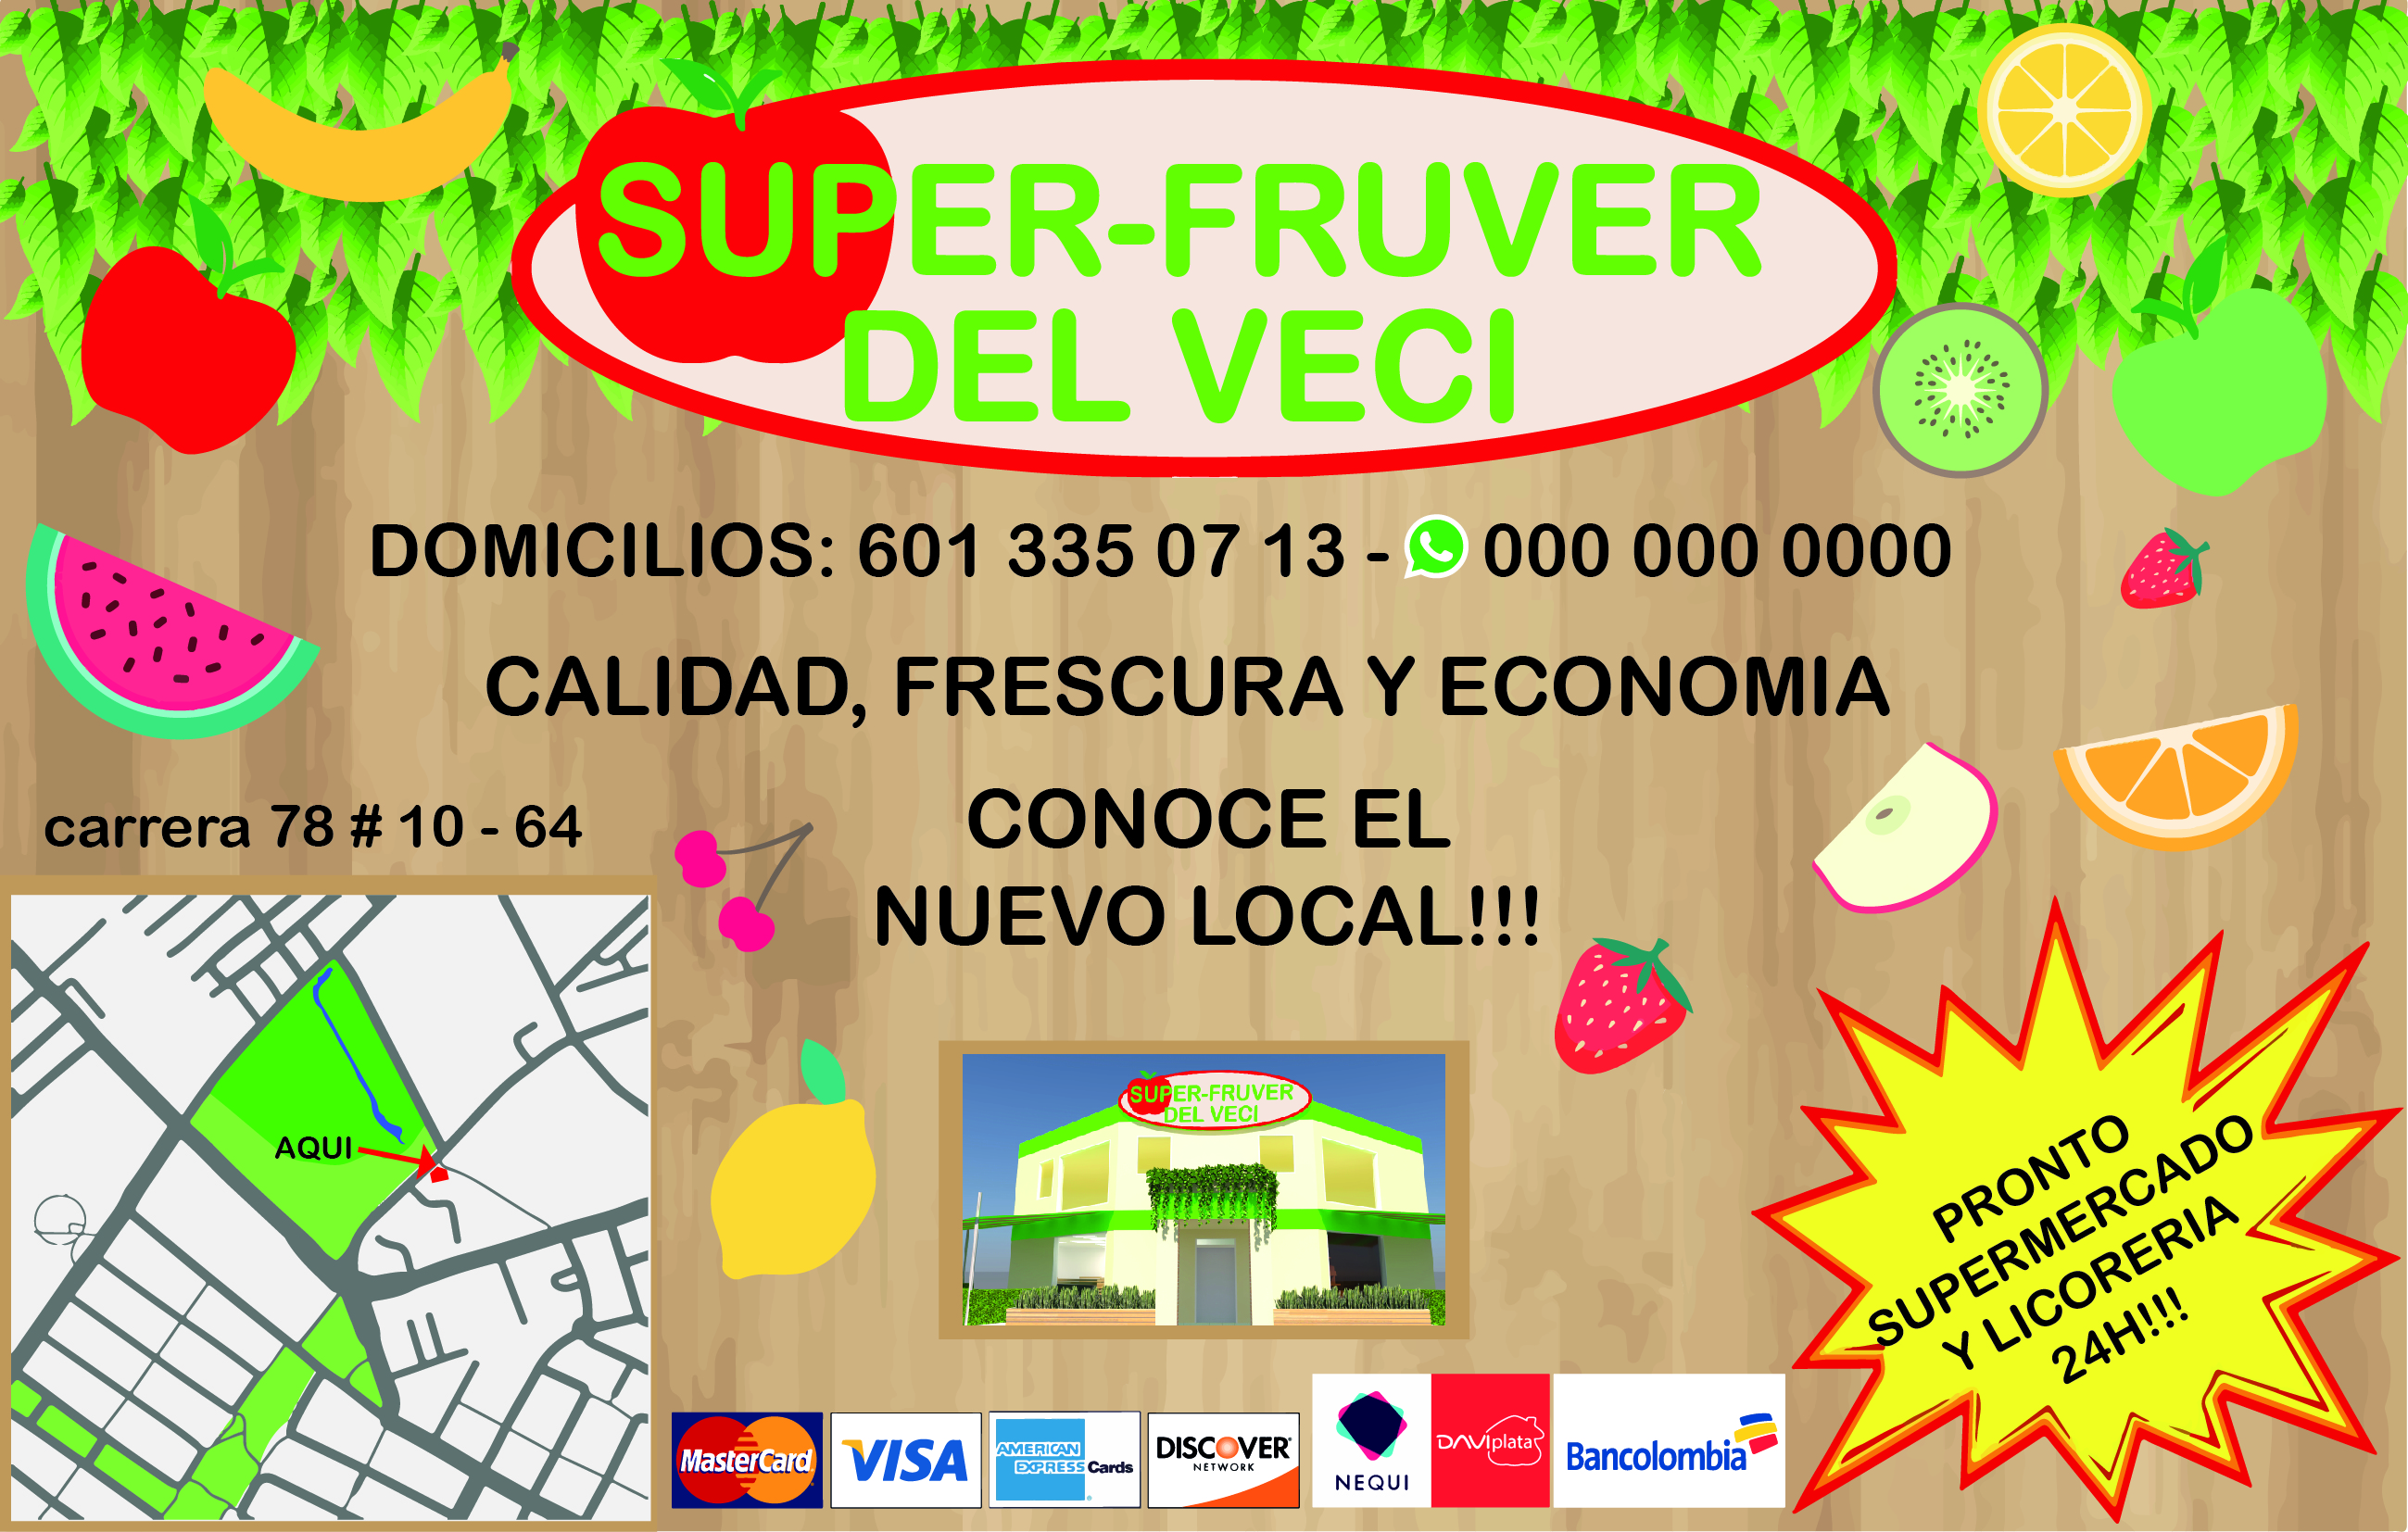 SUPER-FRUVER
DEL VECI
DOMICILIOS: 601 335 07 13 - 000 000 0000
CALIDAD, FRESCURA Y ECONOMIA
carrera 78 # 10 - 64
CONOCE EL
NUEVO LOCAL!!!
AQUI
SUPER-FRUVER
DEL VECI
PRONTO
SUPERMERCADO
Y LICORERIA
24H!!!
MasterCard
VISA
AMERICAN
EXPRESS Cards
DISCOVER
NETWORK
NEQUI
DAVIplata
Bancolombia